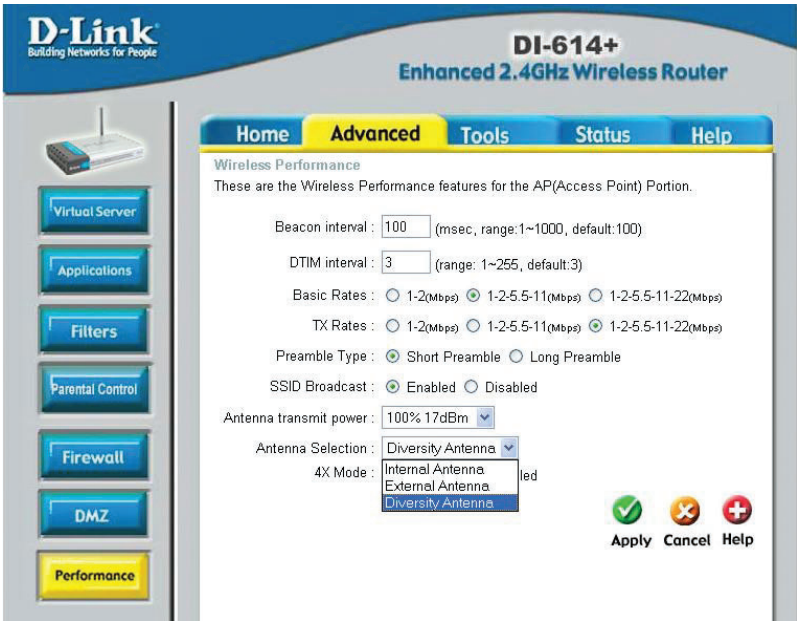 D-Link
Building Networks for People
DI-614+
Enhanced 2.4GHz Wireless Router
Home Advanced Tools Status Help
Virtual Server
Applications
Filters
Parental Control
Firewall
DMZ
Performance
Wireless Performance
These are the Wireless Performance features for the AP(Access Point) Portion.
Beacon interval : 100 (msec, range:1~1000, default:100)
DTIM interval : 3 (range: 1~255, default:3)
Basic Rates : 1-2(Mbps) 1-2-5.5-11(Mbps) 1-2-5.5-11-22(Mbps)
TX Rates : 1-2(Mbps) 1-2-5.5-11(Mbps) 1-2-5.5-11-22(Mbps)
Preamble Type : Short Preamble Long Preamble
SSID Broadcast : Enabled Disabled
Antenna transmit power : 100% 17dBm
Antenna Selection : Diversity Antenna
4X Mode : led
Internal Antenna
External Antenna
Diversity Antenna
Apply Cancel Help